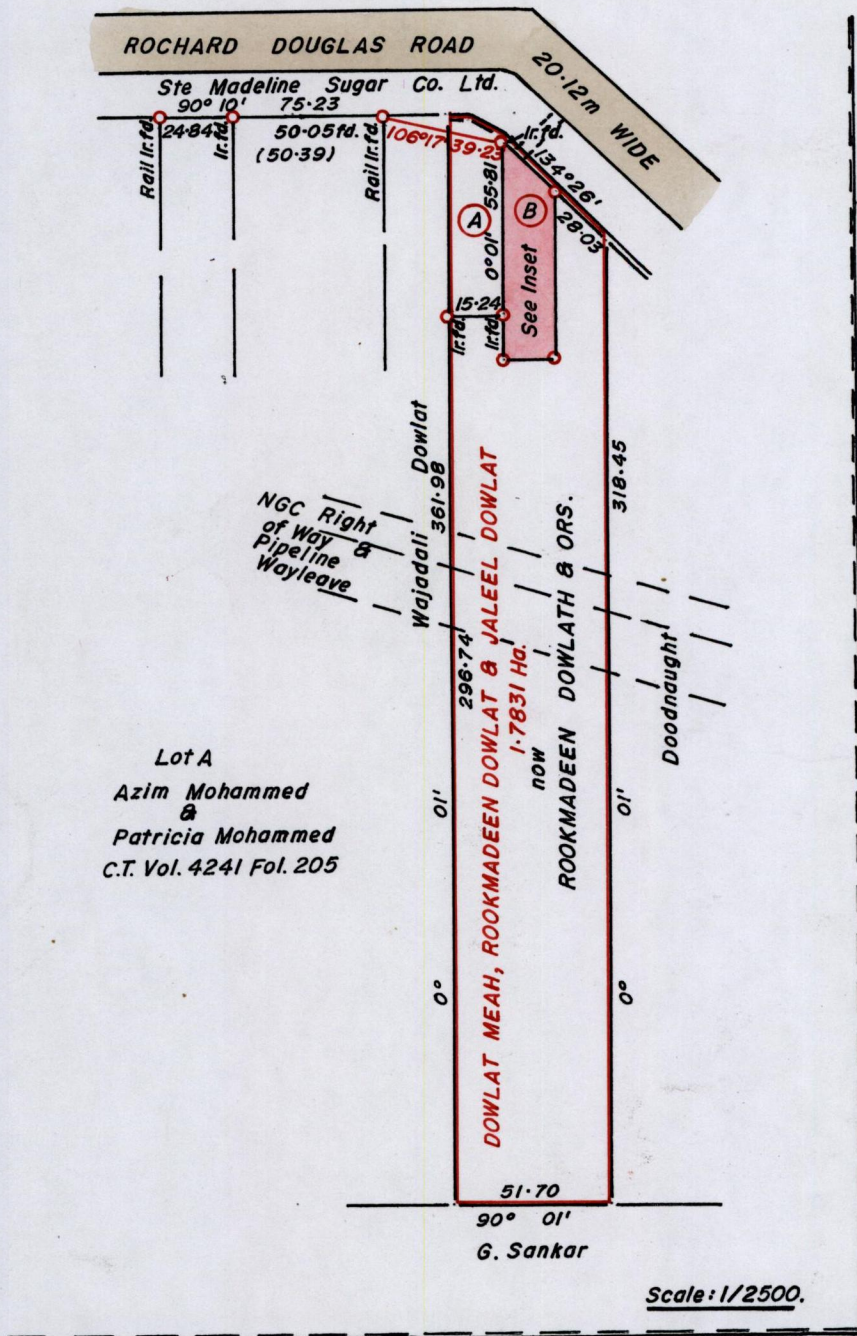 ROCHARD DOUGLAS ROAD
20·12m WIDE
Ste Madeline Sugar Co. Ltd.
90° 10' 75·23
24·84
50·05fd.
(50·39)
Rail Ir.fd.
Ir.fd.
Rail Ir.fd.
106°17' 39·23
Ir.fd.
134°26'
28·03
A
B
0°01' 55·81
See Inset
15·24
Ir.fd.
Ir.fd.
Wajadali Dowlat
361·98
296·74
318·45
NGC Right
of Way &
Pipeline
Wayleave
DOWLAT MEAH, ROOKMADEEN DOWLAT & JALEEL DOWLAT
1·7831 Ha.
now
ROOKMADEEN DOWLATH & ORS.
Doodnaught
Lot A
Azim Mohammed
&
Patricia Mohammed
C.T. Vol. 4241 Fol. 205
0° 01'
0° 01'
51·70
90° 01'
G. Sankar
Scale: 1/2500.